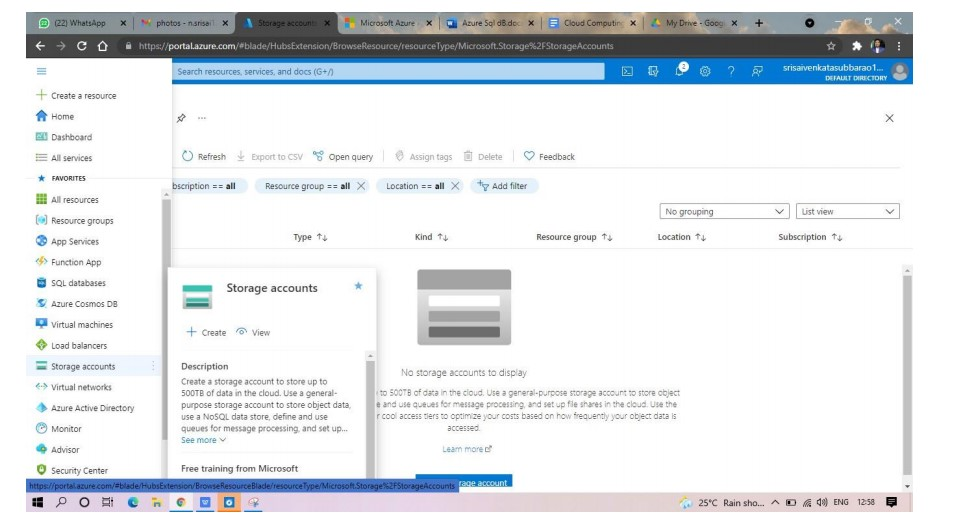 (22) WhatsApp
photos - n.srisai1
Storage accounts
Microsoft Azure
Azure Sql dB.doc
Cloud Computing
My Drive - Goog
https://portal.azure.com/#blade/HubsExtension/BrowseResource/resourceType/Microsoft.Storage%2FStorageAccounts
Search resources, services, and docs (G+/)
2
srisaivenkatasubbarao1...
DEFAULT DIRECTORY
Create a resource
Home
Dashboard
All services
FAVORITES
All resources
Resource groups
App Services
Function App
SQL databases
Azure Cosmos DB
Virtual machines
Load balancers
Storage accounts
Virtual networks
Azure Active Directory
Monitor
Advisor
Security Center
Refresh Export to CSV Open query Assign tags Delete Feedback
bscription == all Resource group == all Location == all Add filter
No grouping List view
Type Kind Resource group Location Subscription
Storage accounts
Create View
Description
Create a storage account to store up to
500TB of data in the cloud. Use a general-
purpose storage account to store object data,
use a NoSQL data store, define and use
queues for message processing, and set up...
See more
Free training from Microsoft
No storage accounts to display
to 500TB of data in the cloud. Use a general-purpose storage account to store object
e and use queues for message processing, and set up file shares in the cloud. Use the
r cool access tiers to optimize your costs based on how frequently your object data is
accessed.
Learn more
rage account
https://portal.azure.com/#blade/HubsExtension/BrowseResourceBlade/resourceType/Microsoft.Storage%2FStorageAccounts
25°C Rain sho... ENG 12:58